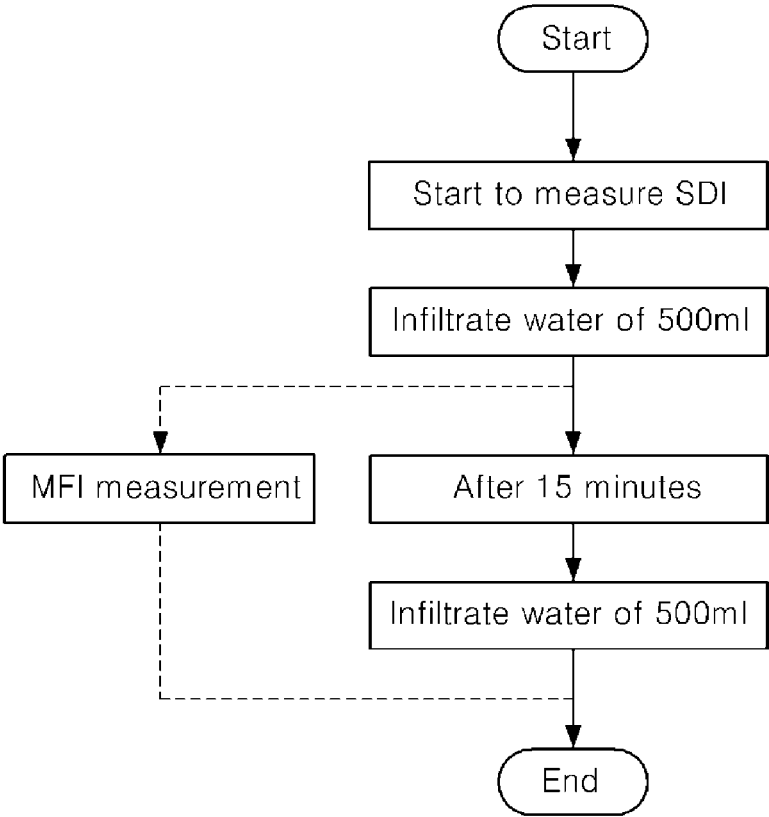 Start
Start to measure SDI
Infiltrate water of 500ml
MFI measurement
After 15 minutes
Infiltrate water of 500ml
End